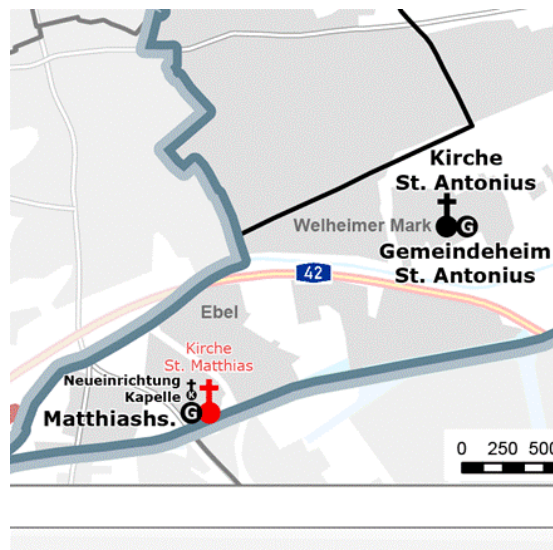 Kirche
St. Antonius
Welheimer Mark
G
Gemeindeheim
St. Antonius
42
Ebel
Kirche
St. Matthias
Neueinrichtung
Kapelle
K
Matthiashs.
G
0 250 500